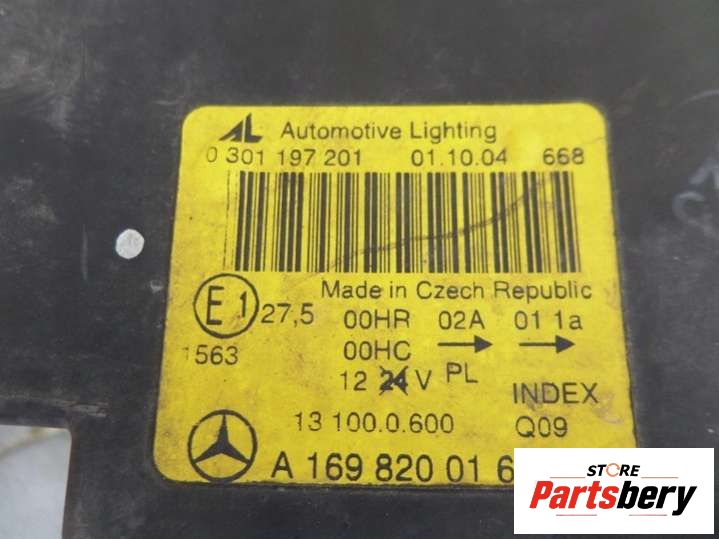 AL Automotive Lighting
0 301 197 201 01.10.04 668
Made in Czech Republic
E1 27,5 00HR 02A 01 1a
1563 00HC → →
12 24 V PL INDEX
13 100.0.600 Q09
A 169 820 01 6
STORE
Partsbery